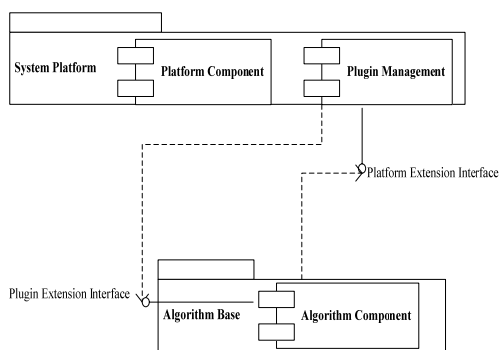 System Platform
Platform Component
Plugin Management
Platform Extension Interface
Plugin Extension Interface
Algorithm Base
Algorithm Component